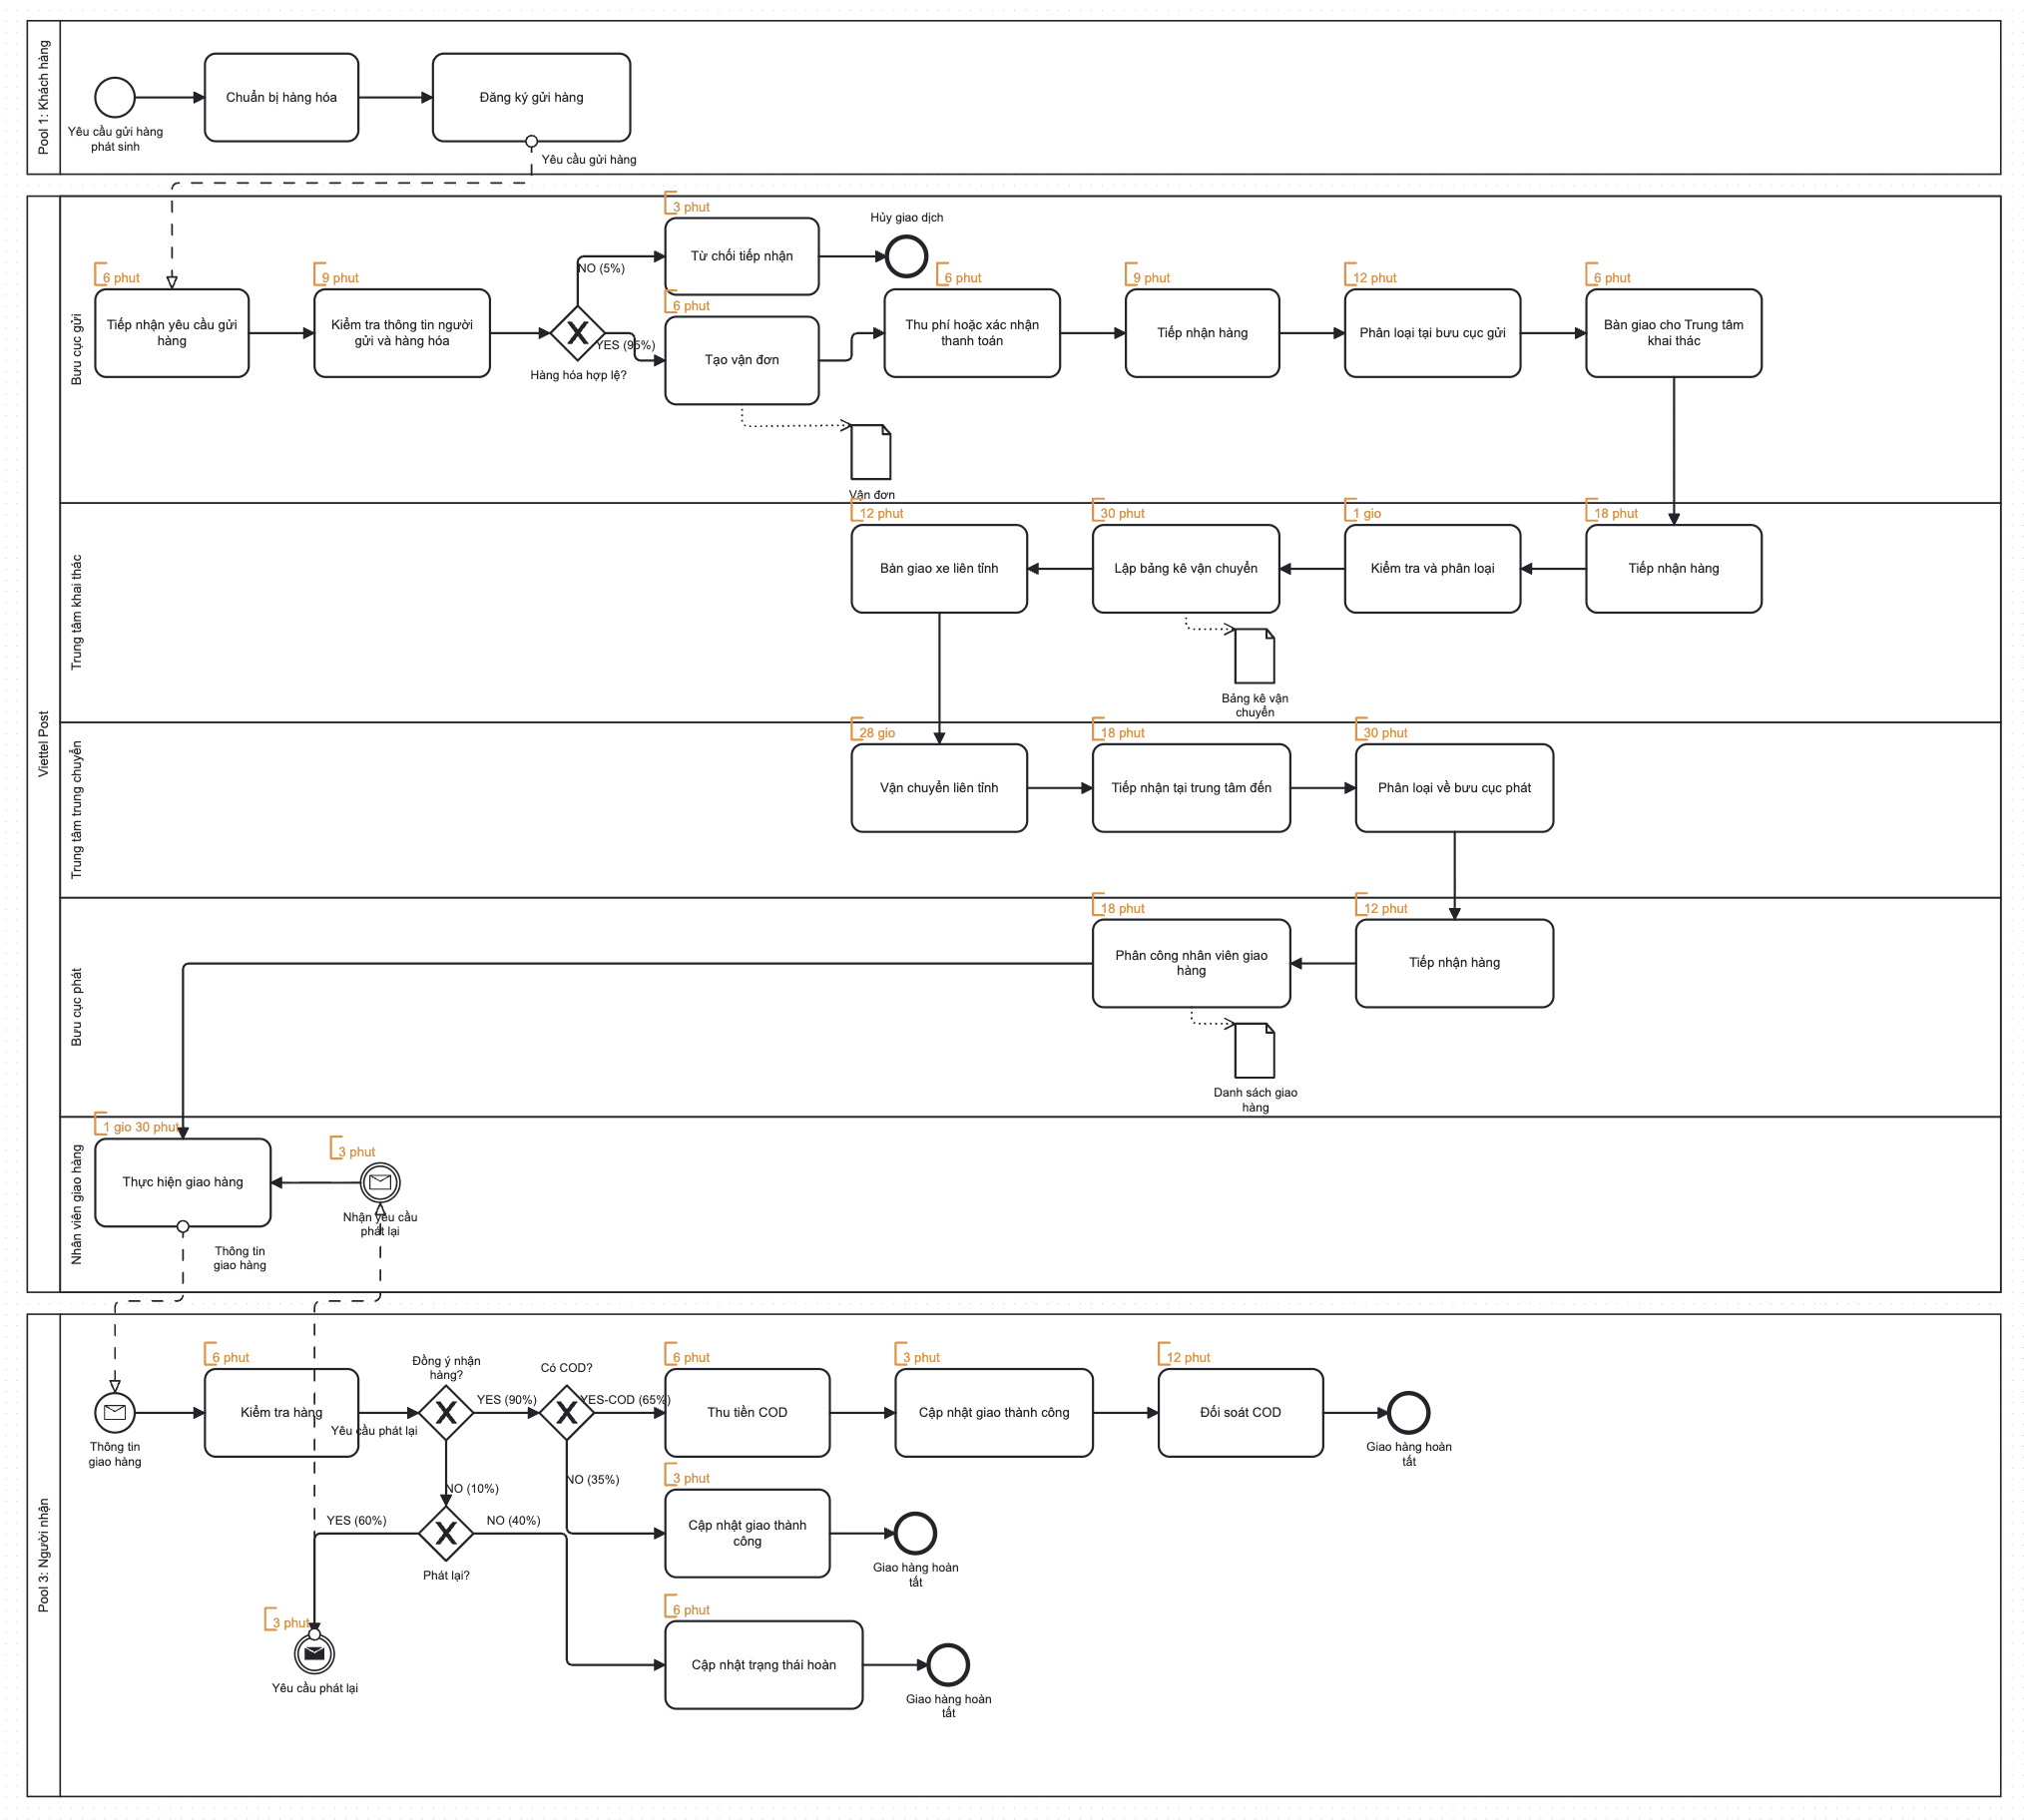 Pool 1: Khách hàng
Chuẩn bị hàng hóa
Đăng ký gửi hàng
Yêu cầu gửi hàng
phát sinh
Yêu cầu gửi hàng
Viettel Post
Bưu cục gửi
3 phut
Từ chối tiếp nhận
Hủy giao dịch
NO (5%)
6 phut
Tiếp nhận yêu cầu gửi
hàng
9 phut
Kiểm tra thông tin người
gửi và hàng hóa
YES (95%)
Hàng hóa hợp lệ?
6 phut
Tạo vận đơn
6 phut
Thu phí hoặc xác nhận
thanh toán
9 phut
Tiếp nhận hàng
12 phut
Phân loại tại bưu cục gửi
6 phut
Bàn giao cho Trung tâm
khai thác
Vận đơn
Trung tâm khai thác
12 phut
Bàn giao xe liên tỉnh
30 phut
Lập bảng kê vận chuyển
1 gio
Kiểm tra và phân loại
18 phut
Tiếp nhận hàng
Bảng kê vận
chuyển
Trung tâm trung chuyển
28 gio
Vận chuyển liên tỉnh
18 phut
Tiếp nhận tại trung tâm đến
30 phut
Phân loại về bưu cục phát
Bưu cục phát
18 phut
Phân công nhân viên giao
hàng
12 phut
Tiếp nhận hàng
Danh sách giao
hàng
Nhân viên giao hàng
1 gio 30 phut
Thực hiện giao hàng
3 phut
Nhận yêu cầu
phát lại
Thông tin
giao hàng
Pool 3: Người nhận
Thông tin
giao hàng
6 phut
Kiểm tra hàng
Yêu cầu phát lại
Đồng ý nhận
hàng?
YES (90%)
Có COD?
YES-COD (65%)
6 phut
Thu tiền COD
3 phut
Cập nhật giao thành công
12 phut
Đối soát COD
Giao hàng hoàn
tất
NO (10%)
NO (35%)
3 phut
Cập nhật giao thành
công
Giao hàng hoàn
tất
YES (60%)
NO (40%)
Phát lại?
3 phut
Yêu cầu phát lại
6 phut
Cập nhật trạng thái hoàn
Giao hàng hoàn
tất